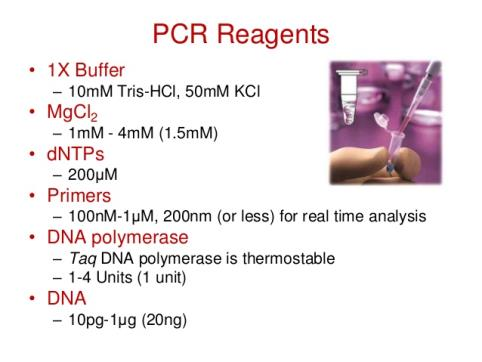 PCR Reagents
• 1X Buffer
– 10mM Tris-HCl, 50mM KCl
• MgCl₂
– 1mM - 4mM (1.5mM)
• dNTPs
– 200μM
• Primers
– 100nM-1μM, 200nm (or less) for real time analysis
• DNA polymerase
– Taq DNA polymerase is thermostable
– 1-4 Units (1 unit)
• DNA
– 10pg-1μg (20ng)